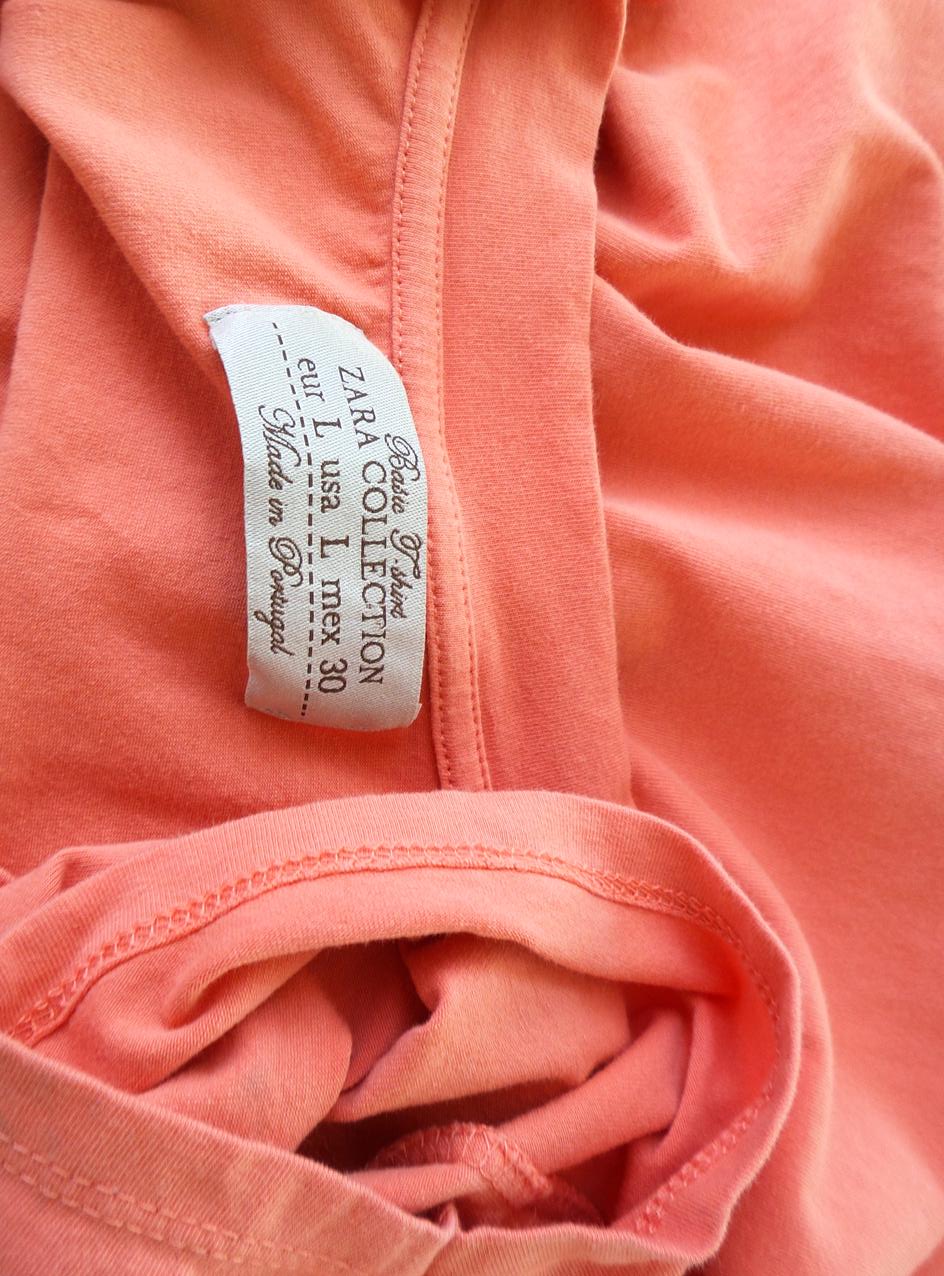 Basic T-shirt
ZARA COLLECTION
eur L usa L mex 30
Made in Portugal